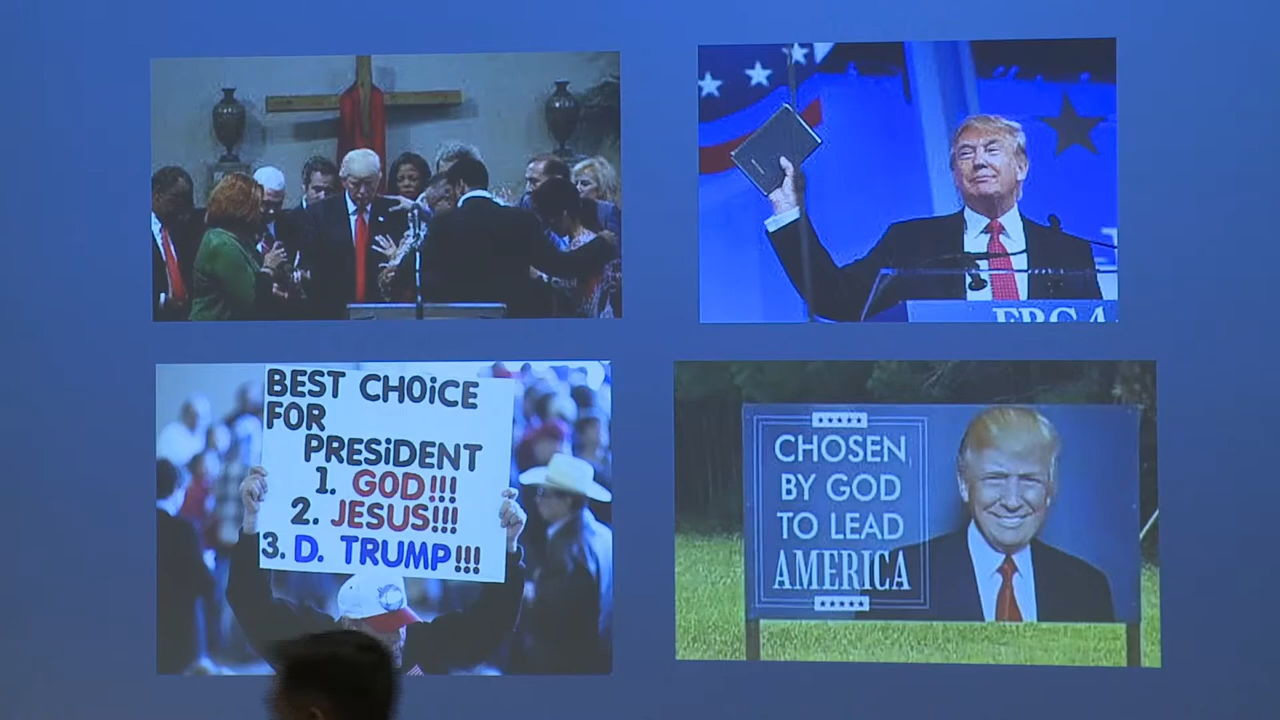 BEST CHOiCE
FOR
PRESiDENT
1. GOD!!!
2. JESUS!!!
3. D. TRUMP!!!
CHOSEN
BY GOD
TO LEAD
AMERICA